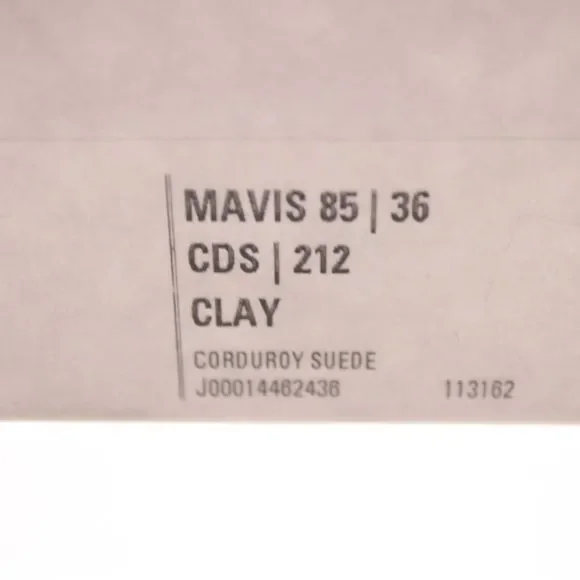 MAVIS 85 | 36
CDS | 212
CLAY
CORDUROY SUEDE
J00014462436 113162